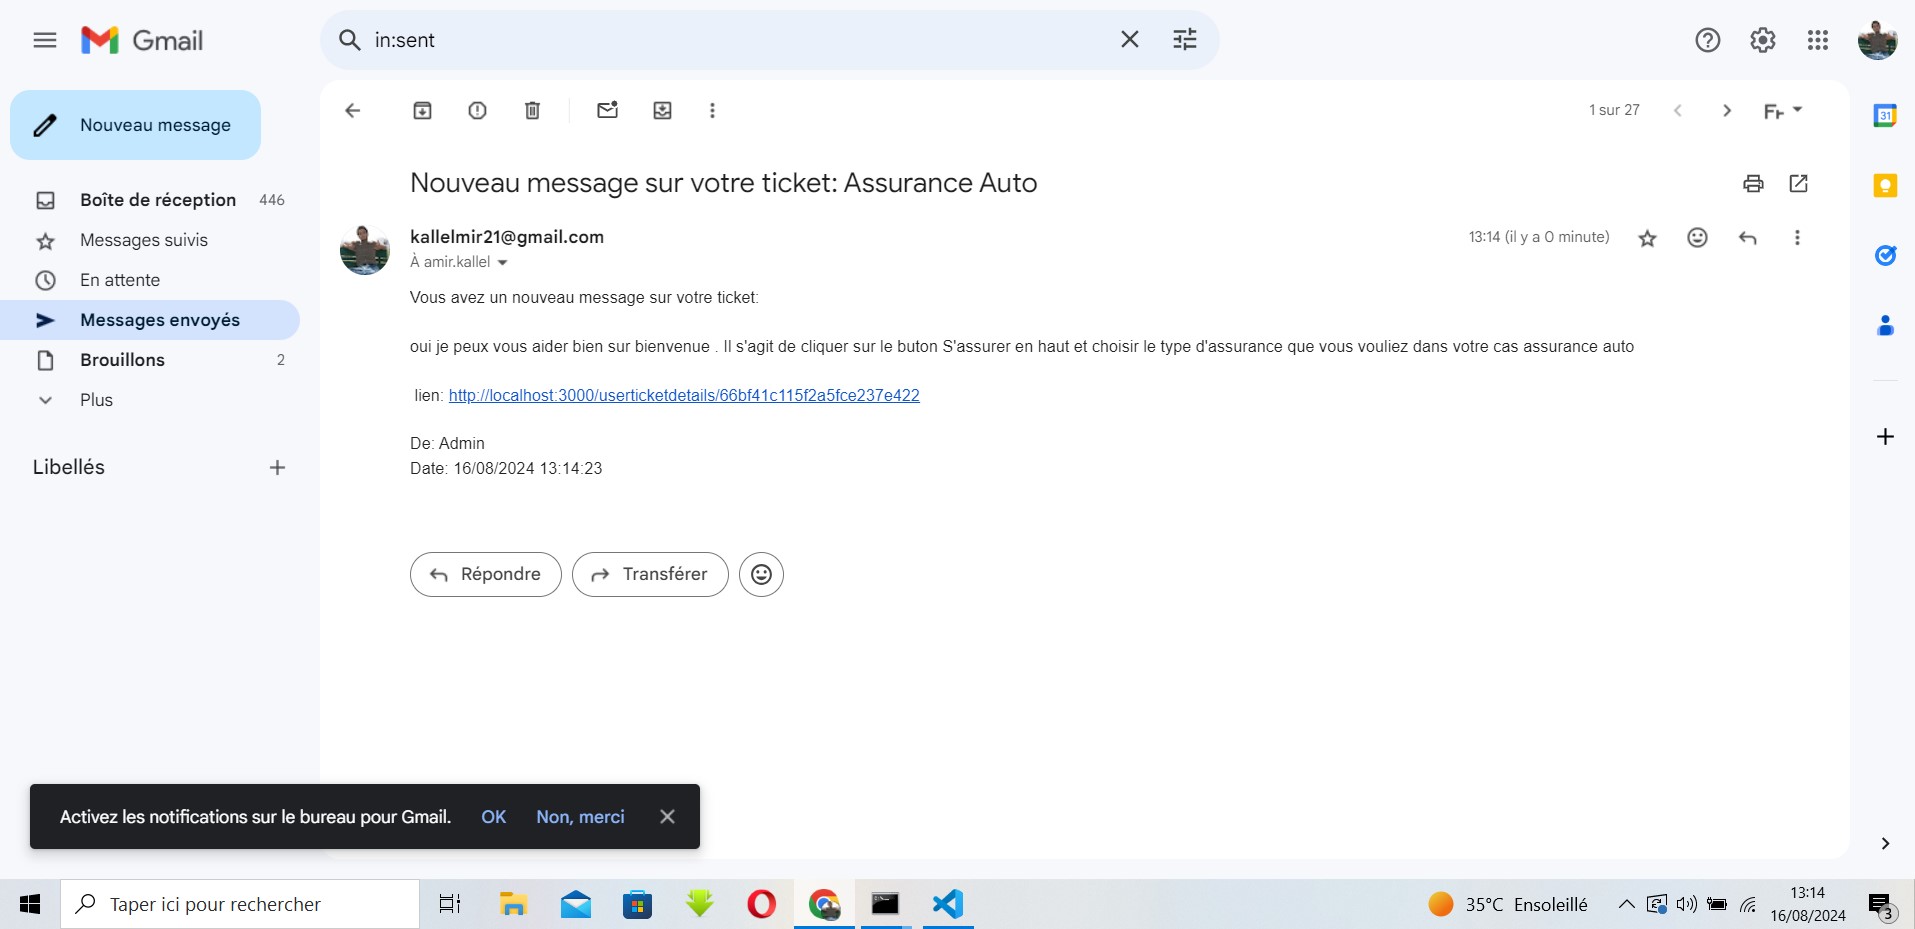 Gmail
in:sent
Nouveau message
1 sur 27
Boîte de réception 446
Messages suivis
En attente
Messages envoyés
Brouillons 2
Plus
Libellés
Nouveau message sur votre ticket: Assurance Auto
kallelmir21@gmail.com
13:14 (il y a 0 minute)
À amir.kallel
Vous avez un nouveau message sur votre ticket:
oui je peux vous aider bien sur bienvenue . Il s'agit de cliquer sur le buton S'assurer en haut et choisir le type d'assurance que vous vouliez dans votre cas assurance auto
lien: http://localhost:3000/userticketdetails/66bf41c115f2a5fce237e422
De: Admin
Date: 16/08/2024 13:14:23
Répondre
Transférer
31
Activez les notifications sur le bureau pour Gmail. OK Non, merci
Taper ici pour rechercher
35°C Ensoleillé
13:14
16/08/2024
3